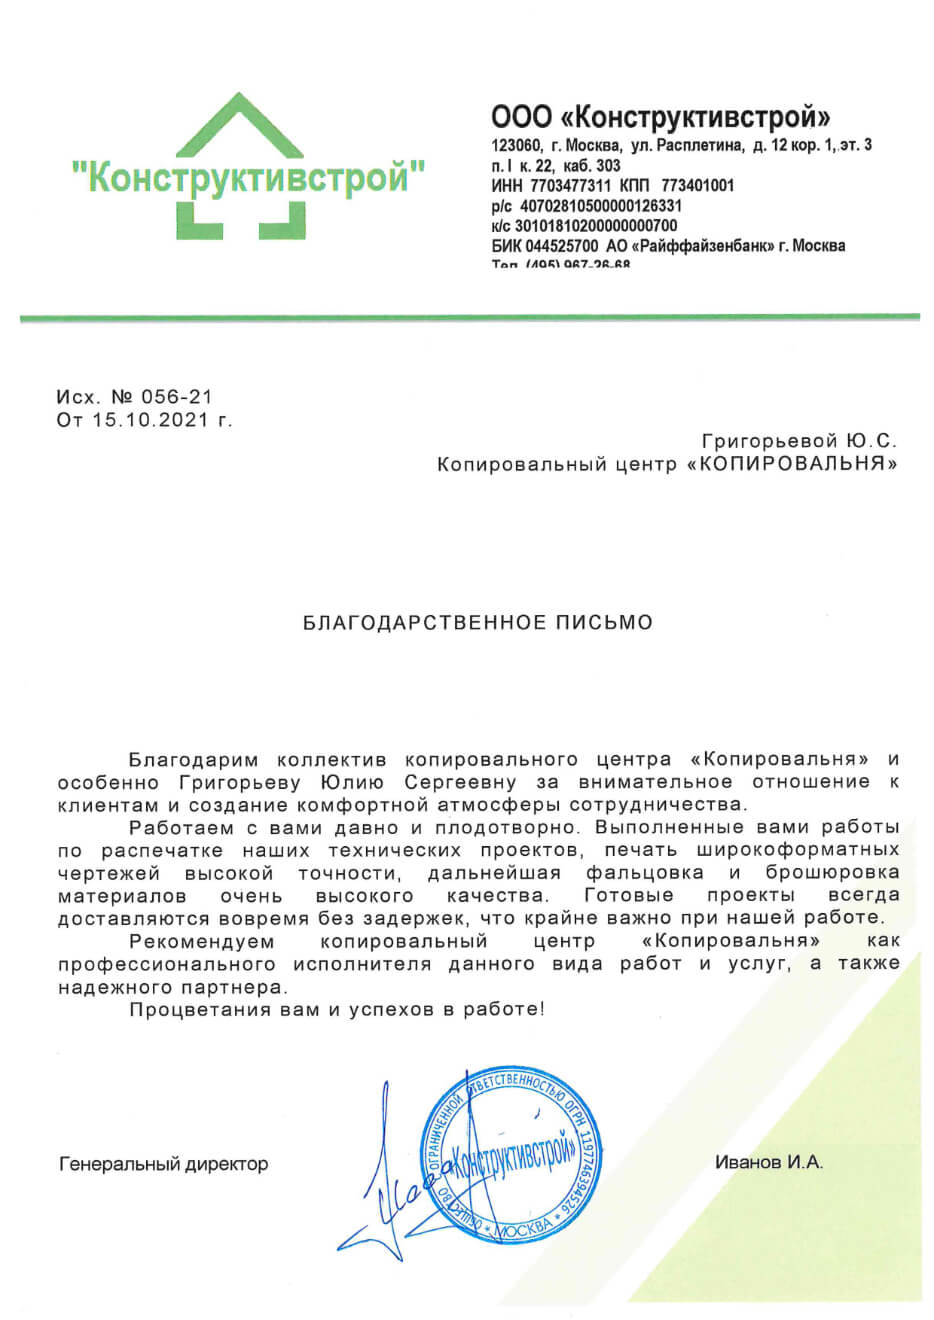 "Конструктивстрой"
ООО «Конструктивстрой»
123060, г. Москва, ул. Расплетина, д. 12 кор. 1, эт. 3
п. I к. 22, каб. 303
ИНН 7703477311 КПП 773401001
р/с 40702810500000126331
к/с 30101810200000000700
БИК 044525700 АО «Райффайзенбанк» г. Москва
Тел. (495) 967-26-68
Исх. № 056-21
От 15.10.2021 г.
Григорьевой Ю.С.
Копировальный центр «КОПИРОВАЛЬНЯ»
БЛАГОДАРСТВЕННОЕ ПИСЬМО
Благодарим коллектив копировального центра «Копировальня» и
особенно Григорьеву Юлию Сергеевну за внимательное отношение к
клиентам и создание комфортной атмосферы сотрудничества.
Работаем с вами давно и плодотворно. Выполненные вами работы
по распечатке наших технических проектов, печать широкоформатных
чертежей высокой точности, дальнейшая фальцовка и брошюровка
материалов очень высокого качества. Готовые проекты всегда
доставляются вовремя без задержек, что крайне важно при нашей работе.
Рекомендуем копировальный центр «Копировальня» как
профессионального исполнителя данного вида работ и услуг, а также
надежного партнера.
Процветания вам и успехов в работе!
Генеральный директор
ОБЩЕСТВО С ОГРАНИЧЕННОЙ ОТВЕТСТВЕННОСТЬЮ ОГРН 1197746394526
«Конструктивстрой»
* МОСКВА *
Иванов И.А.